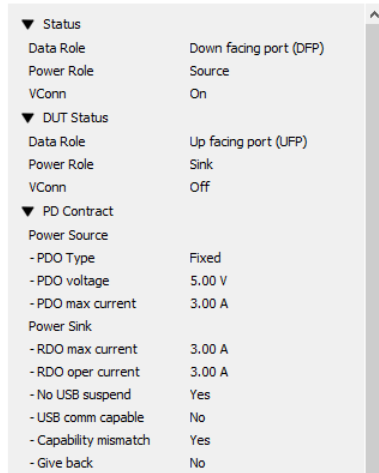 ▼ Status
Data Role Down facing port (DFP)
Power Role Source
VConn On
▼ DUT Status
Data Role Up facing port (UFP)
Power Role Sink
VConn Off
▼ PD Contract
Power Source
- PDO Type Fixed
- PDO voltage 5.00 V
- PDO max current 3.00 A
Power Sink
- RDO max current 3.00 A
- RDO oper current 3.00 A
- No USB suspend Yes
- USB comm capable No
- Capability mismatch Yes
- Give back No